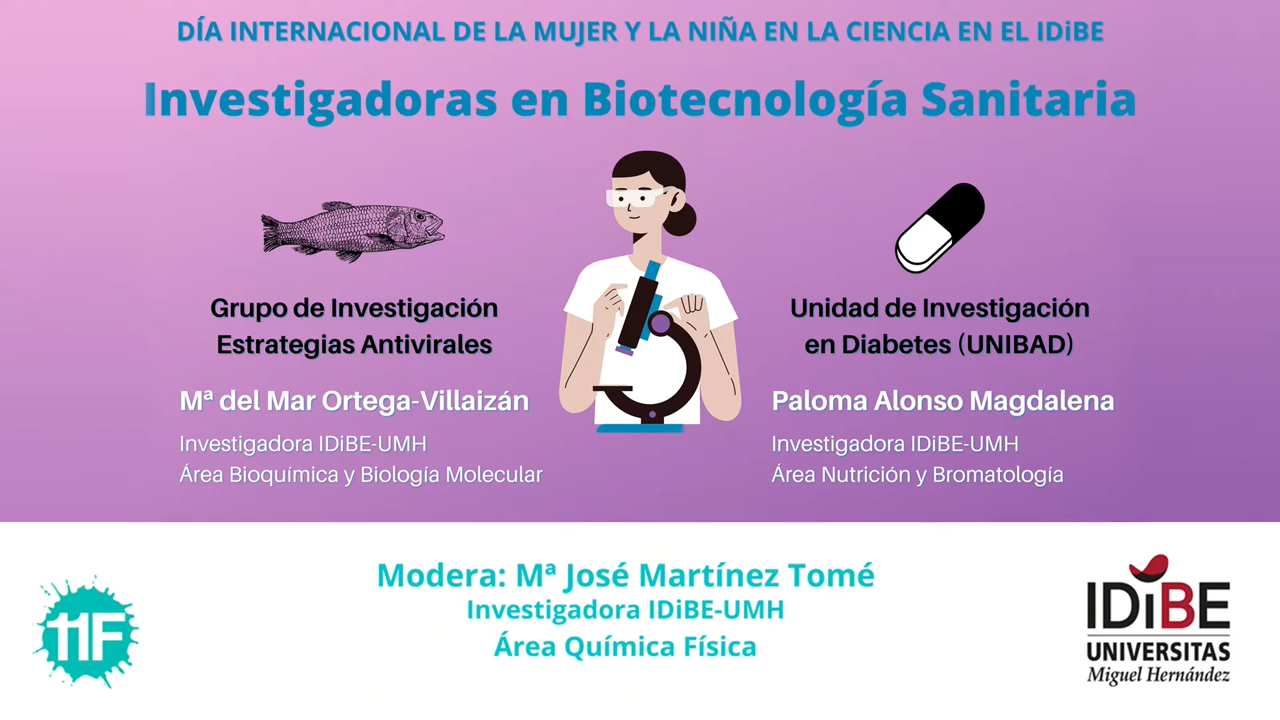 DÍA INTERNACIONAL DE LA MUJER Y LA NIÑA EN LA CIENCIA EN EL IDiBE
Investigadoras en Biotecnología Sanitaria
Grupo de Investigación
Estrategias Antivirales
Mª del Mar Ortega-Villaizán
Investigadora IDiBE-UMH
Área Bioquímica y Biología Molecular
Unidad de Investigación
en Diabetes (UNIBAD)
Paloma Alonso Magdalena
Investigadora IDiBE-UMH
Área Nutrición y Bromatología
Modera: Mª José Martínez Tomé
Investigadora IDiBE-UMH
Área Química Física
11F
IDiBE
UNIVERSITAS
Miguel Hernández